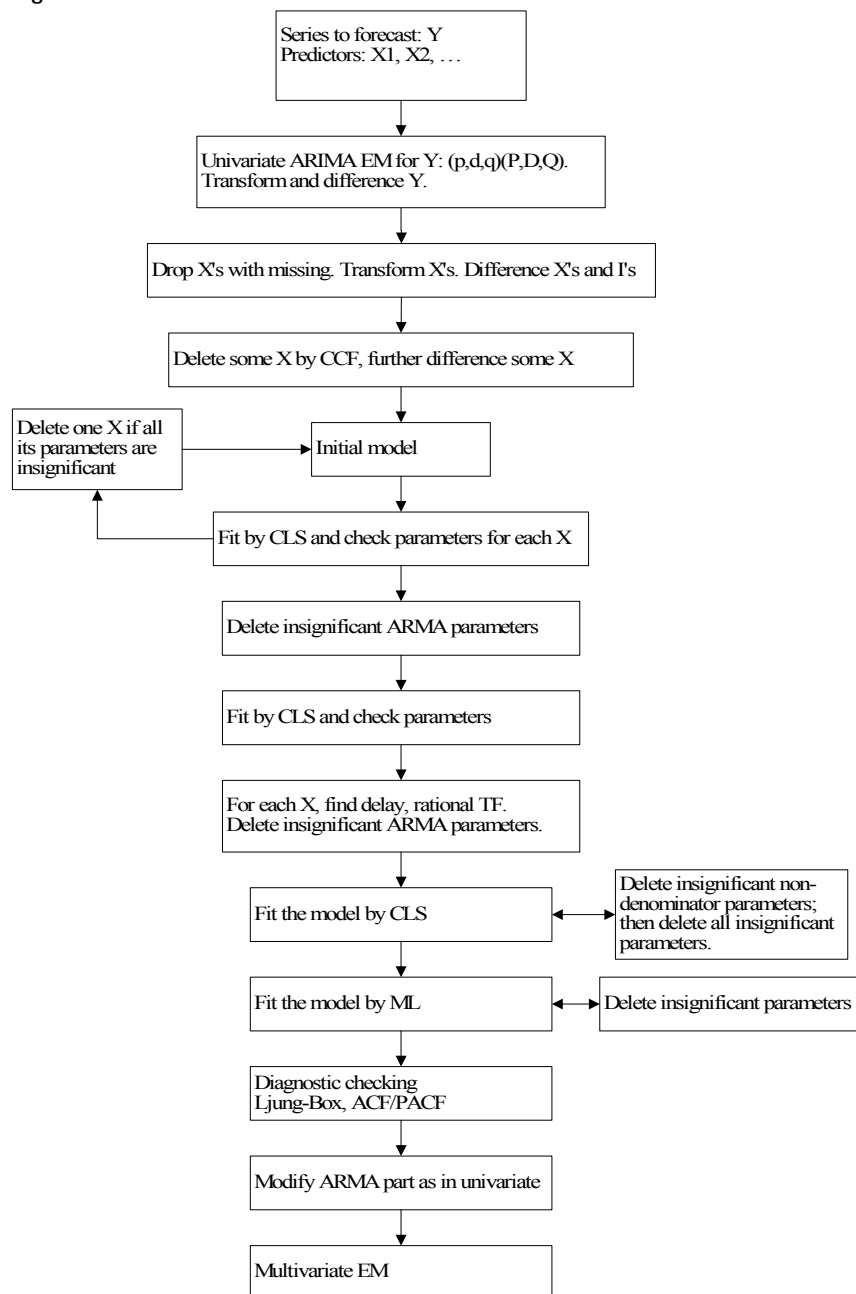 Series to forecast: Y
Predictors: X1, X2, …
Univariate ARIMA EM for Y: (p,d,q)(P,D,Q).
Transform and difference Y.
Drop X's with missing. Transform X's. Difference X's and I's
Delete some X by CCF, further difference some X
Delete one X if all
its parameters are
insignificant
Initial model
Fit by CLS and check parameters for each X
Delete insignificant ARMA parameters
Fit by CLS and check parameters
For each X, find delay, rational TF.
Delete insignificant ARMA parameters.
Fit the model by CLS
Delete insignificant non-
denominator parameters;
then delete all insignificant
parameters.
Fit the model by ML
Delete insignificant parameters
Diagnostic checking
Ljung-Box, ACF/PACF
Modify ARMA part as in univariate
Multivariate EM